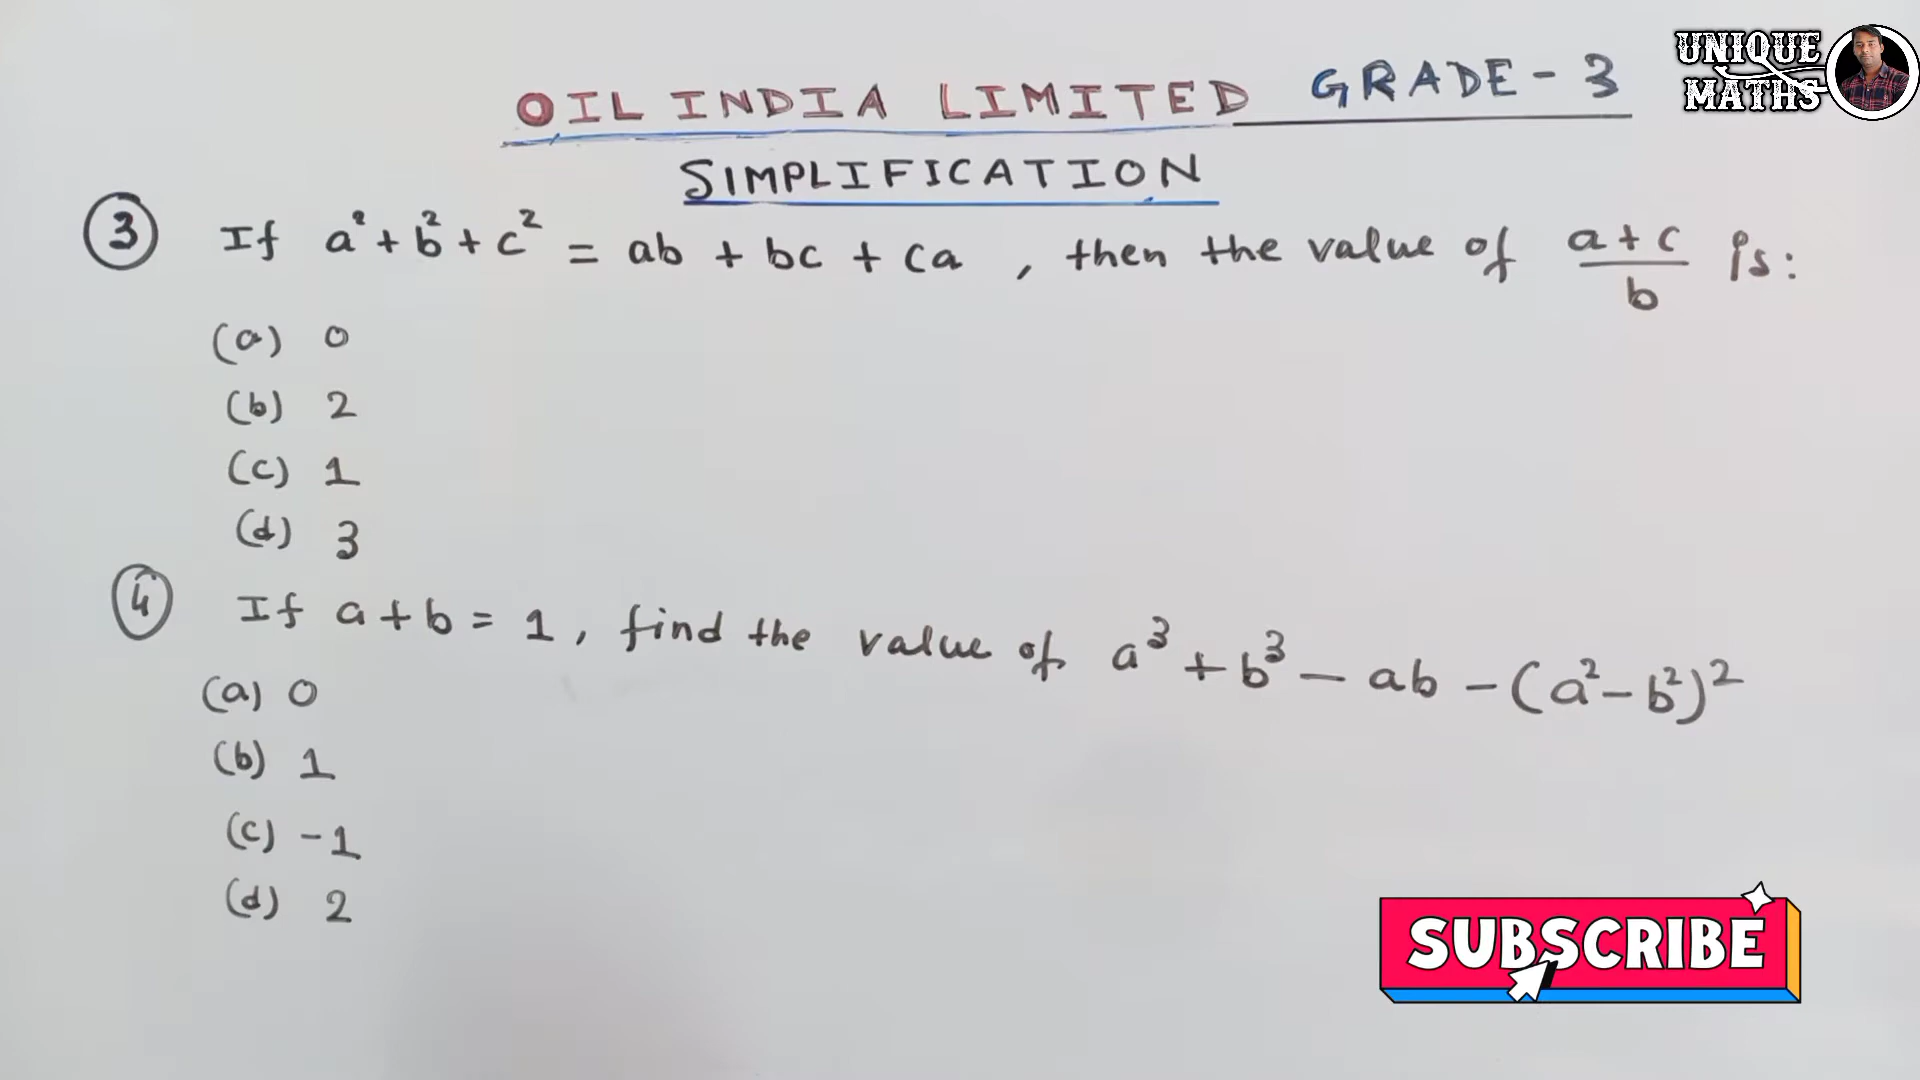 UNIQUE
MATHS
OIL INDIA LIMITED GRADE - 3
SIMPLIFICATION
③ If a² + b² + c² = ab + bc + ca , then the value of (a + c)/b is:
(a) 0
(b) 2
(c) 1
(d) 3
④ If a + b = 1, find the value of a³ + b³ - ab - (a² - b²)²
(a) 0
(b) 1
(c) -1
(d) 2
SUBSCRIBE